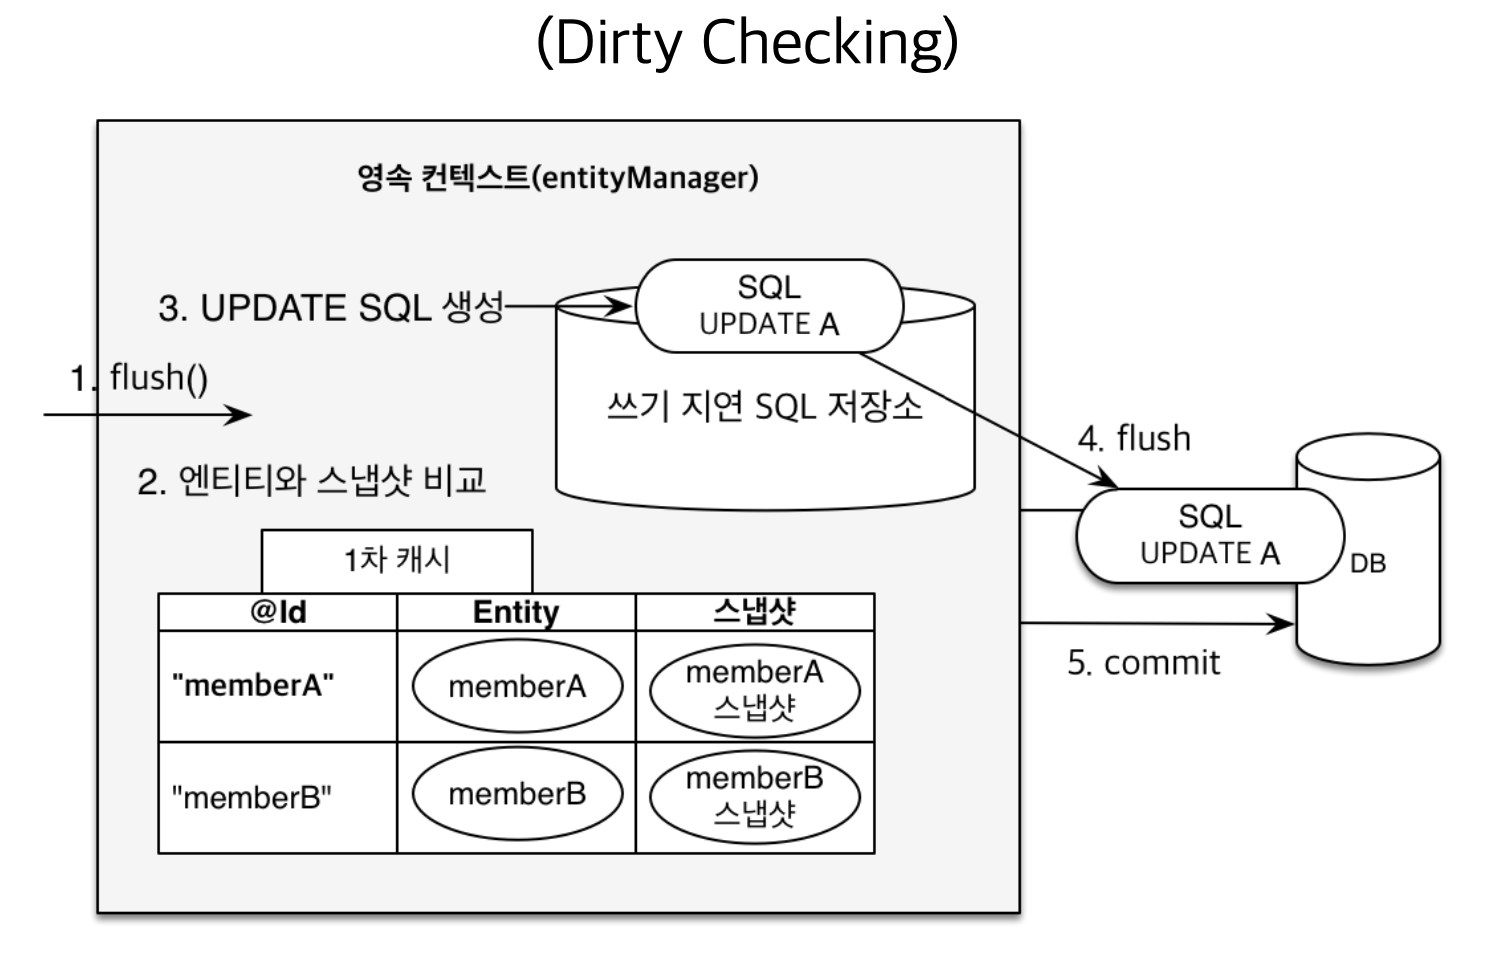 (Dirty Checking)
영속 컨텍스트(entityManager)
SQL
UPDATE A
3. UPDATE SQL 생성
1. flush()
쓰기 지연 SQL 저장소
4. flush
2. 엔티티와 스냅샷 비교
SQL
UPDATE A
DB
1차 캐시
@Id Entity 스냅샷
5. commit
"memberA" memberA memberA
스냅샷
"memberB" memberB memberB
스냅샷